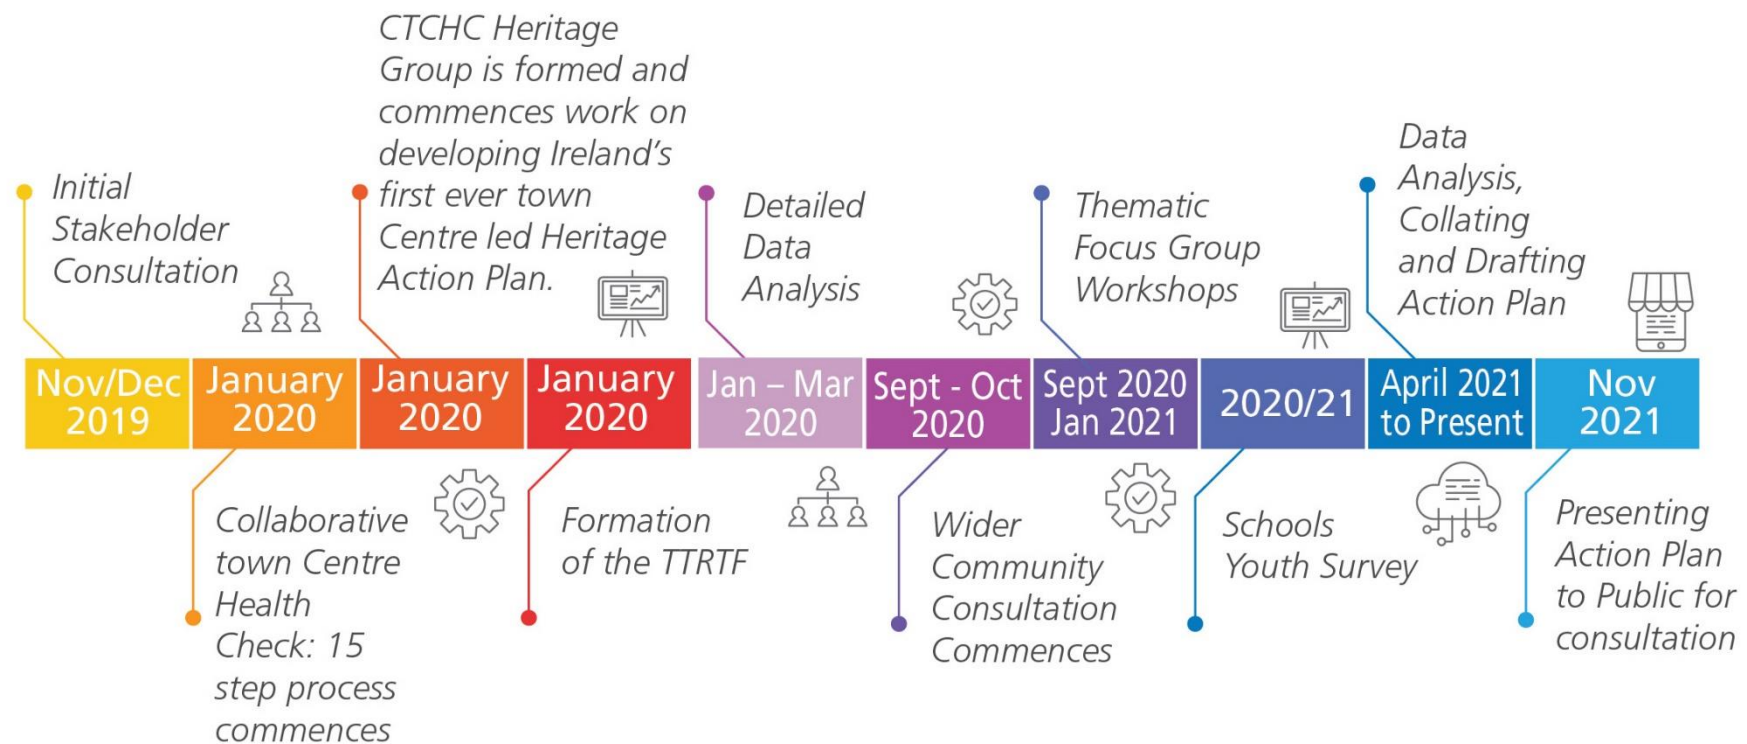 CTCHC Heritage
Group is formed and
commences work on
developing Ireland's
first ever town
Centre led Heritage
Action Plan.
Initial
Stakeholder
Consultation
Detailed
Data
Analysis
Thematic
Focus Group
Workshops
Data
Analysis,
Collating
and Drafting
Action Plan
Nov/Dec
2019
January
2020
January
2020
January
2020
Jan – Mar
2020
Sept - Oct
2020
Sept 2020
Jan 2021
2020/21
April 2021
to Present
Nov
2021
Collaborative
town Centre
Health
Check: 15
step process
commences
Formation
of the TTRTF
Wider
Community
Consultation
Commences
Schools
Youth Survey
Presenting
Action Plan
to Public for
consultation